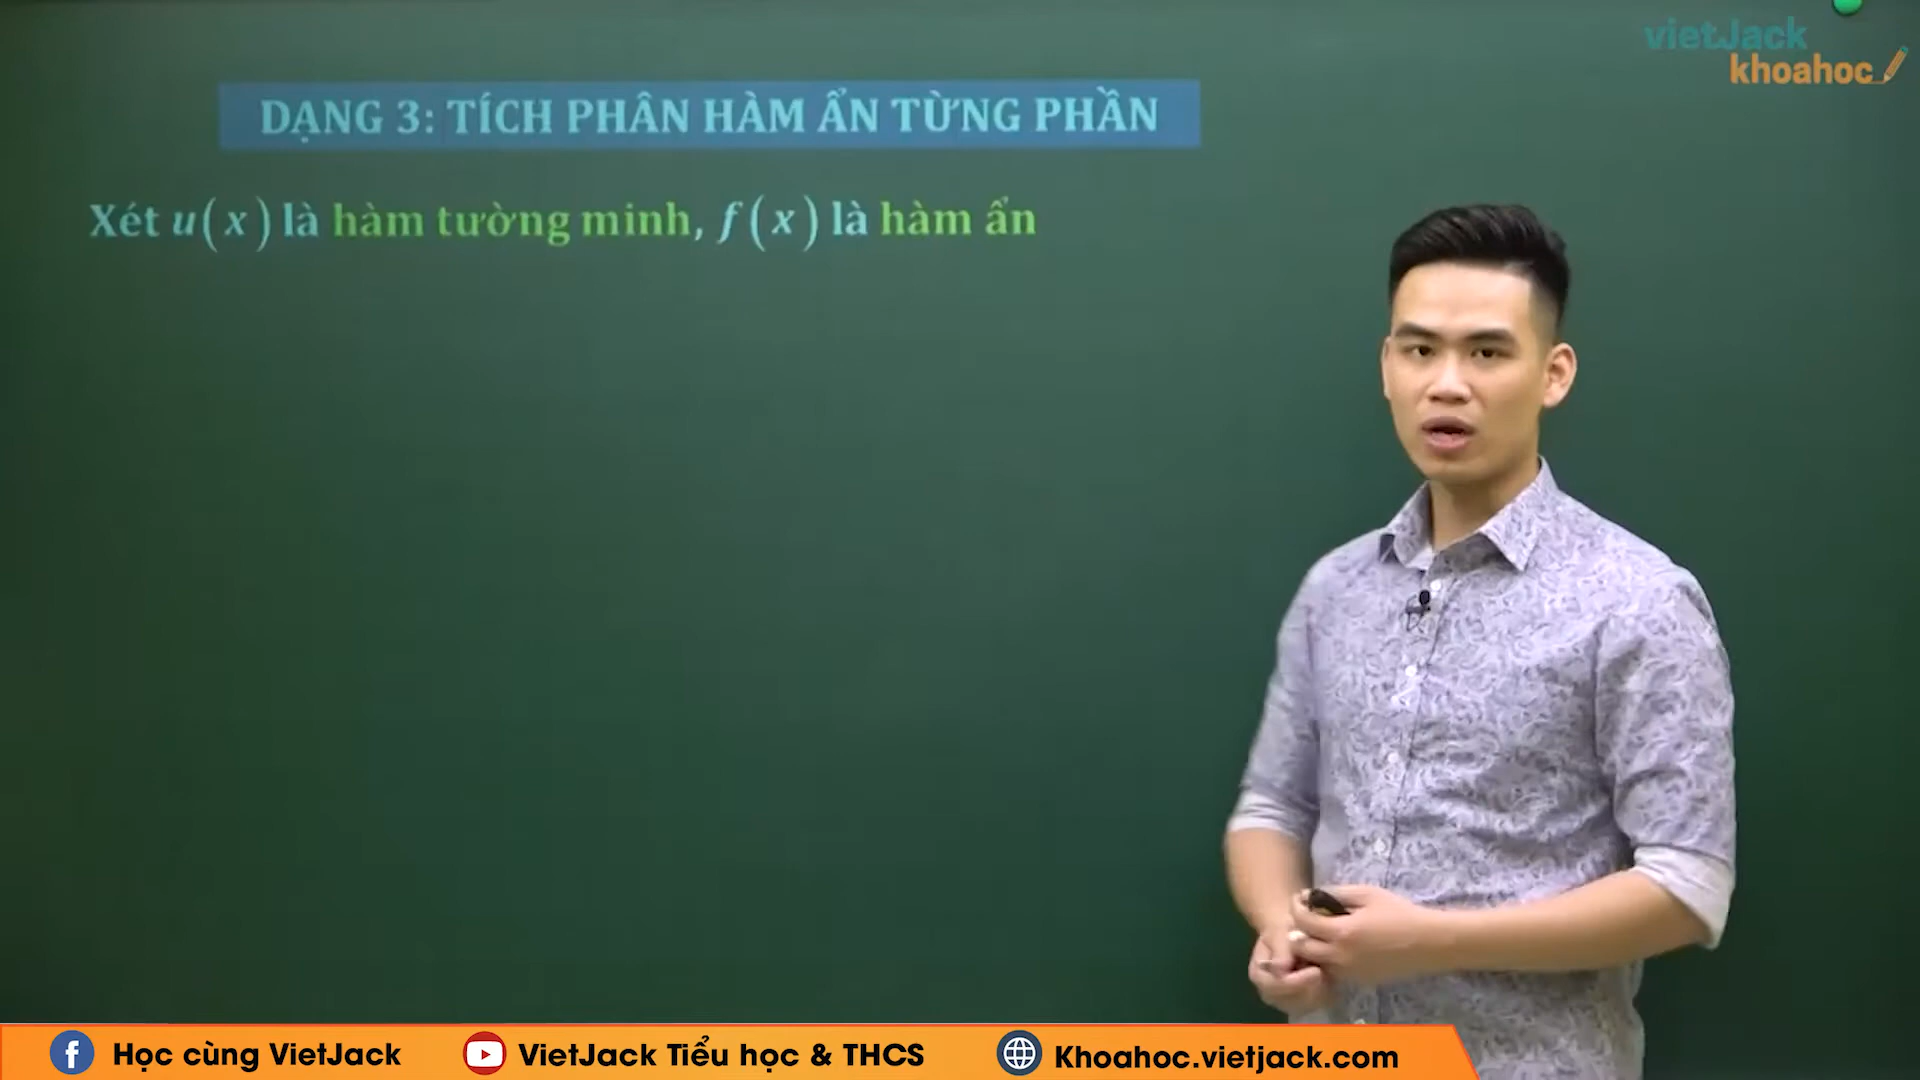 vietJack
khoahoc
DẠNG 3: TÍCH PHÂN HÀM ẨN TỪNG PHẦN
Xét u(x) là hàm tường minh, f(x) là hàm ẩn
Học cùng VietJack
VietJack Tiểu học & THCS
Khoahoc.vietjack.com